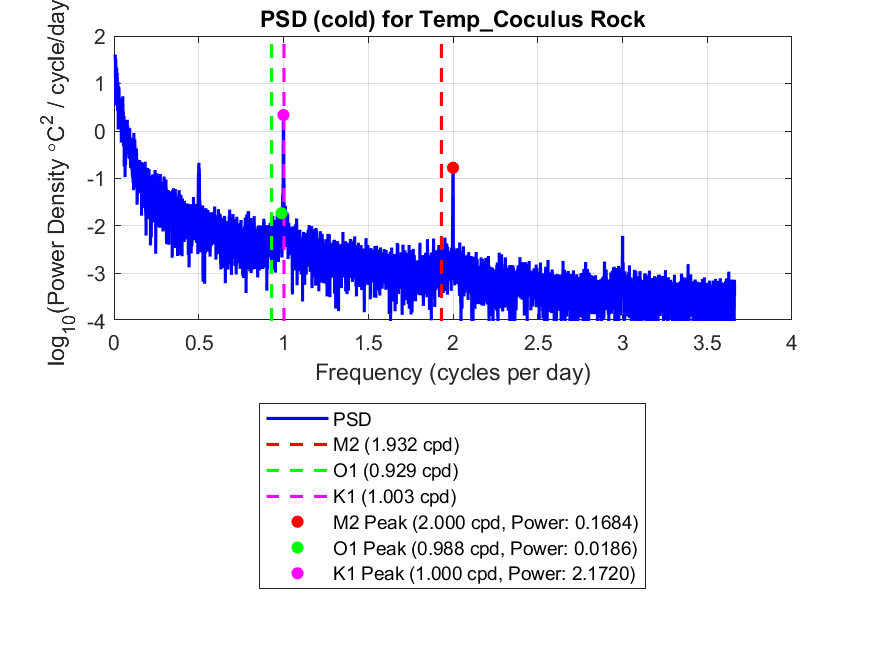 PSD (cold) for Temp_Coculus Rock
log10(Power Density °C2 / cycle/day
2
1
0
-1
-2
-3
-4
0 0.5 1 1.5 2 2.5 3 3.5 4
Frequency (cycles per day)
PSD
M2 (1.932 cpd)
O1 (0.929 cpd)
K1 (1.003 cpd)
M2 Peak (2.000 cpd, Power: 0.1684)
O1 Peak (0.988 cpd, Power: 0.0186)
K1 Peak (1.000 cpd, Power: 2.1720)